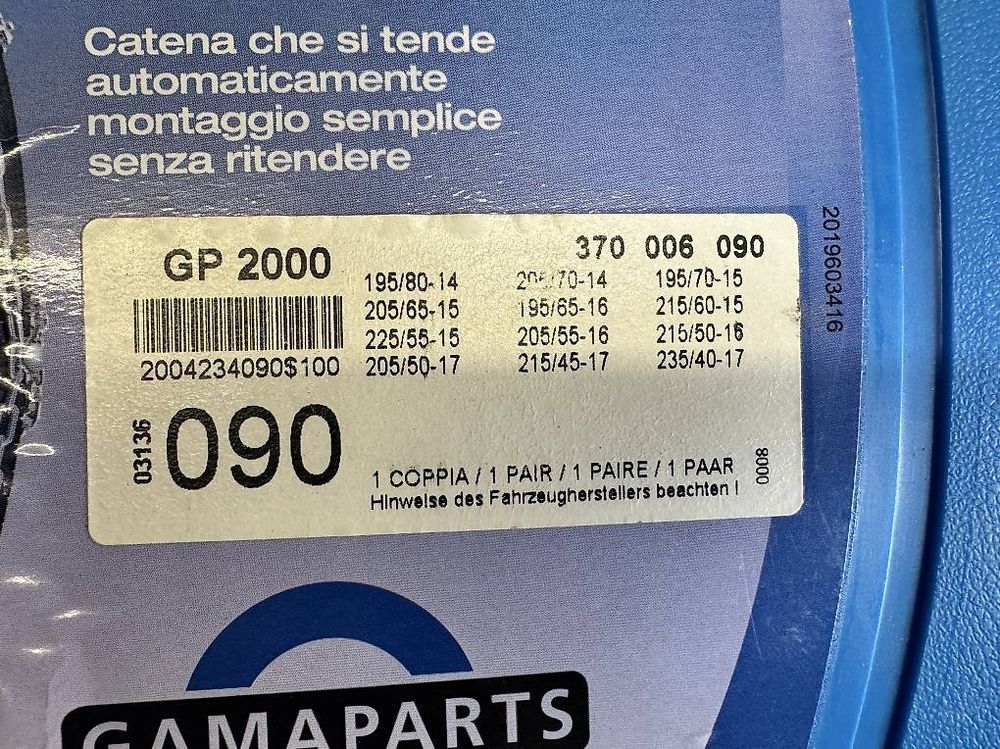 Catena che si tende
automaticamente
montaggio semplice
senza ritendere
GP 2000
370 006 090
195/80-14 70-14 195/70-15
205/65-15 195/65-16 215/60-15
225/55-15 205/55-16 215/50-16
205/50-17 215/45-17 235/40-17
2004234090$100
03136
090
1 COPPIA / 1 PAIR / 1 PAIRE / 1 PAAR
Hinweise des Fahrzeugherstellers beachten !
8000
2019603416
GAMAPARTS